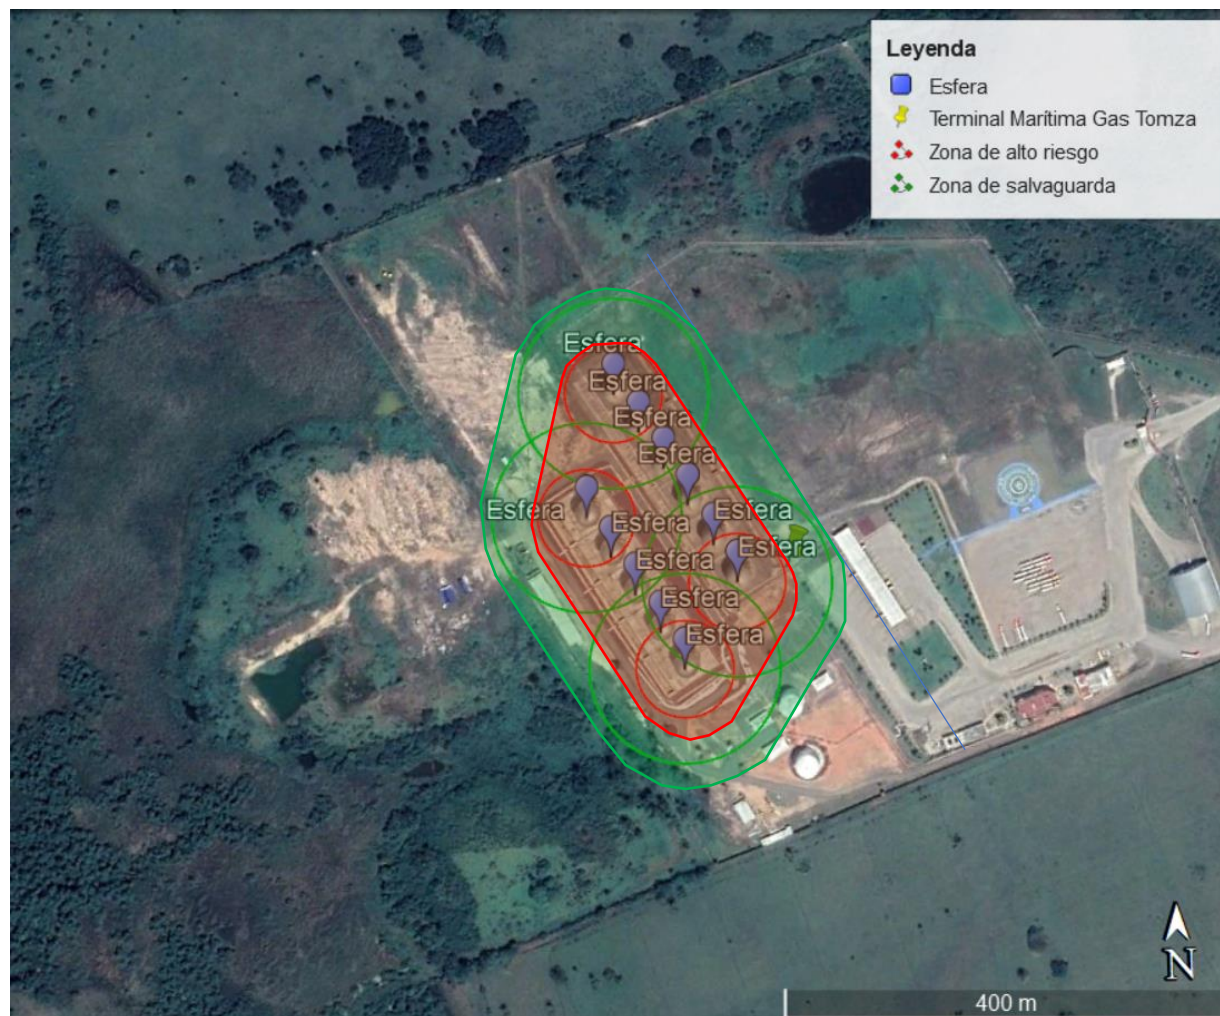 Leyenda
Esfera
Terminal Marítima Gas Tomza
Zona de alto riesgo
Zona de salvaguarda
Esfera
Esfera
Esfera
Esfera
Esfera
Esfera
Esfera
Esfera
Esfera
Esfera
Esfera
N
400 m